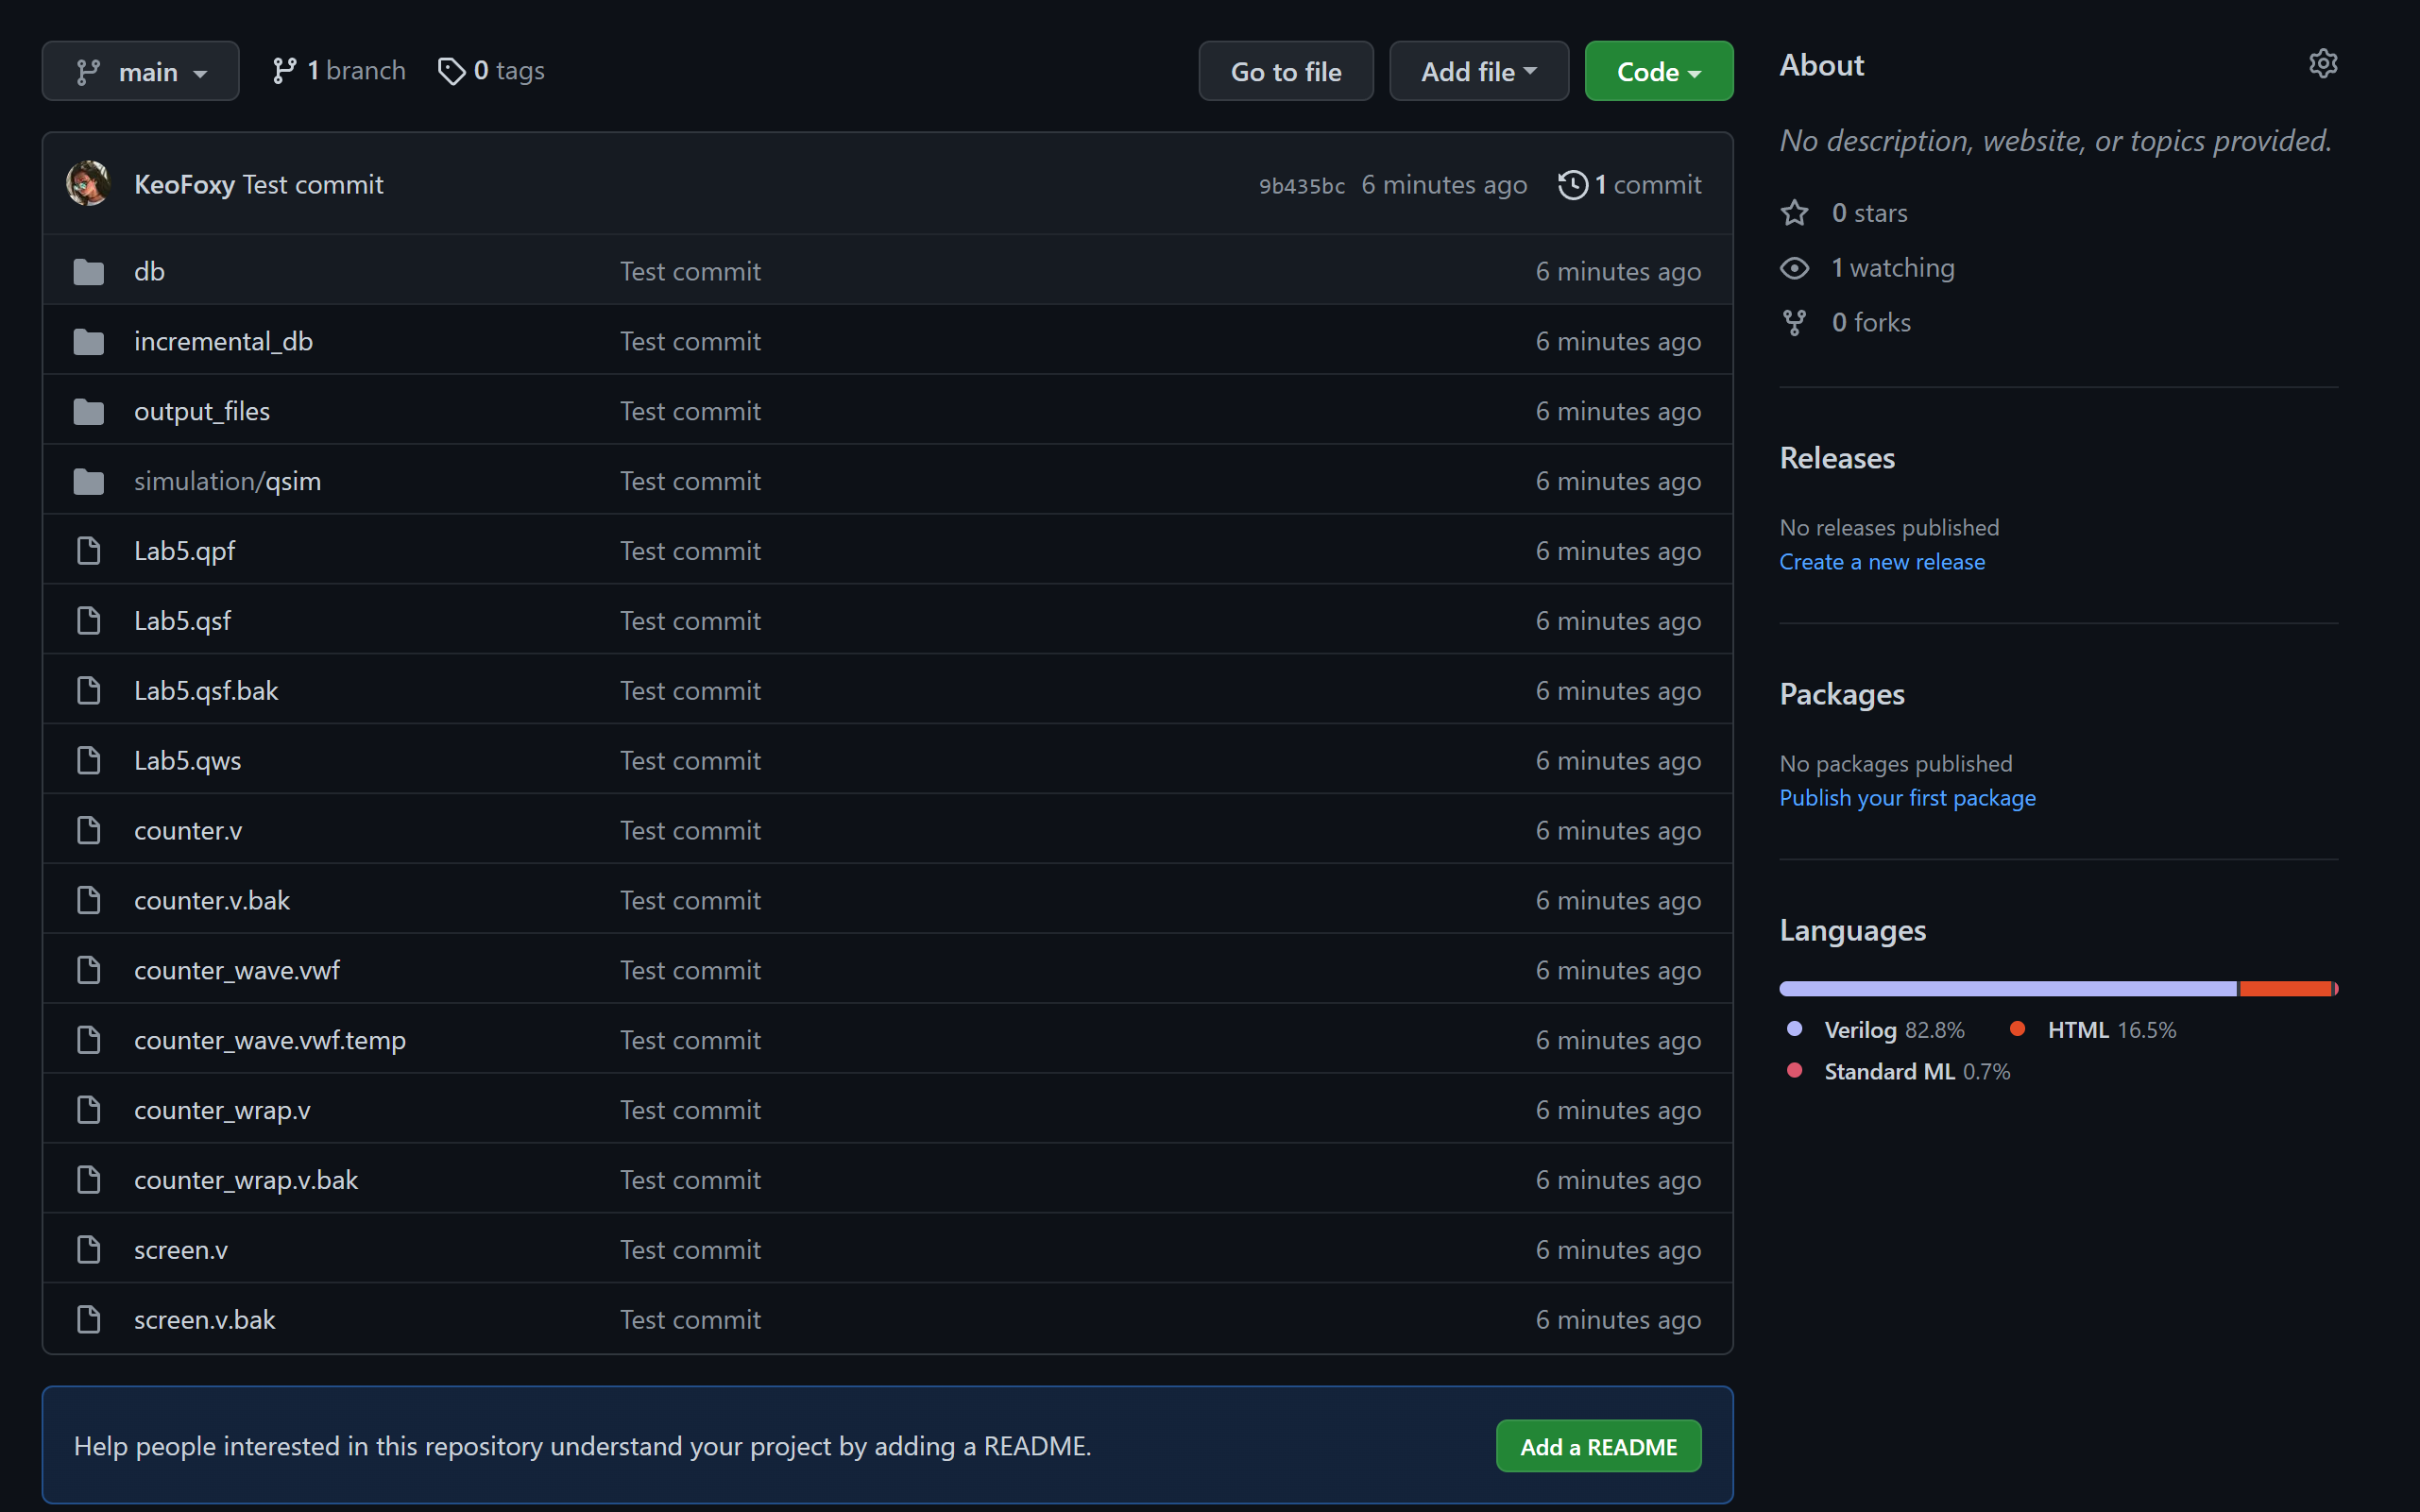 main
1 branch
0 tags
Go to file
Add file
Code
KeoFoxy Test commit
9b435bc 6 minutes ago
1 commit
db Test commit 6 minutes ago
incremental_db Test commit 6 minutes ago
output_files Test commit 6 minutes ago
simulation/qsim Test commit 6 minutes ago
Lab5.qpf Test commit 6 minutes ago
Lab5.qsf Test commit 6 minutes ago
Lab5.qsf.bak Test commit 6 minutes ago
Lab5.qws Test commit 6 minutes ago
counter.v Test commit 6 minutes ago
counter.v.bak Test commit 6 minutes ago
counter_wave.vwf Test commit 6 minutes ago
counter_wave.vwf.temp Test commit 6 minutes ago
counter_wrap.v Test commit 6 minutes ago
counter_wrap.v.bak Test commit 6 minutes ago
screen.v Test commit 6 minutes ago
screen.v.bak Test commit 6 minutes ago
Help people interested in this repository understand your project by adding a README.
Add a README
About
No description, website, or topics provided.
0 stars
1 watching
0 forks
Releases
No releases published
Create a new release
Packages
No packages published
Publish your first package
Languages
Verilog 82.8%
HTML 16.5%
Standard ML 0.7%